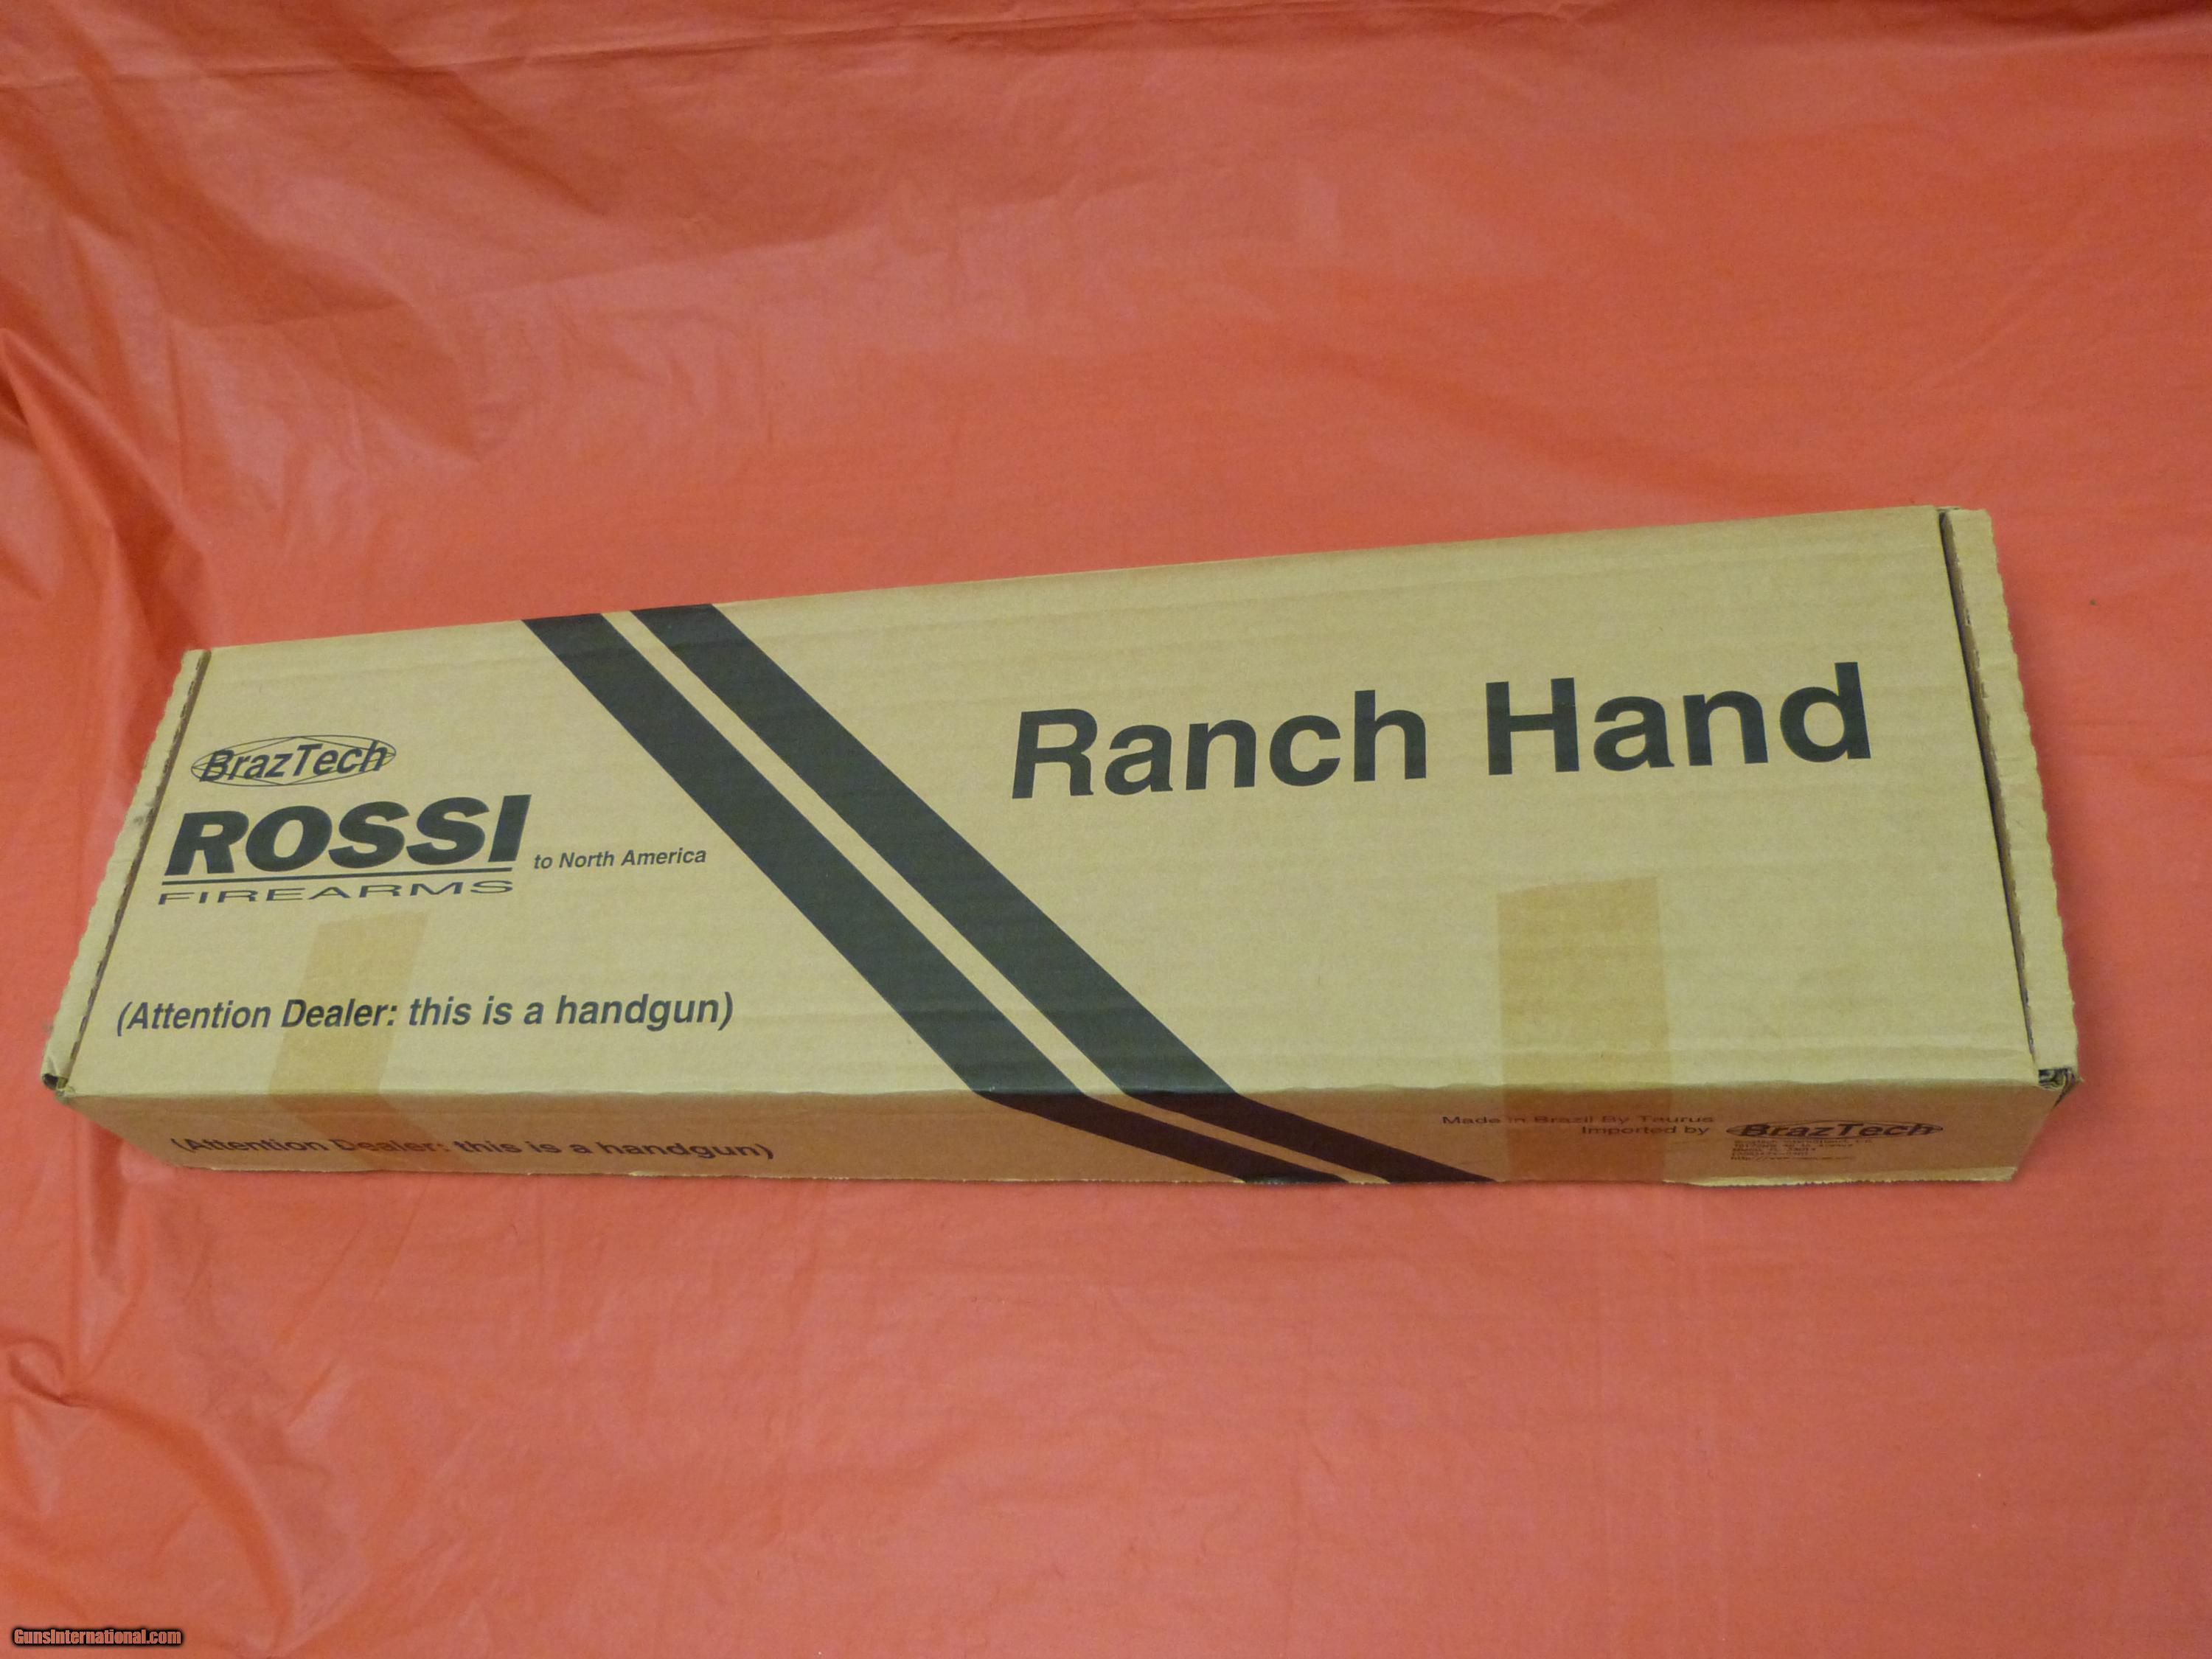 BrazTech
ROSSI
FIREARMS
to North America
Ranch Hand
(Attention Dealer: this is a handgun)
(Attention Dealer: this is a handgun)
Made in Brazil By Taurus
Imported by BrazTech
GunsInternational.com